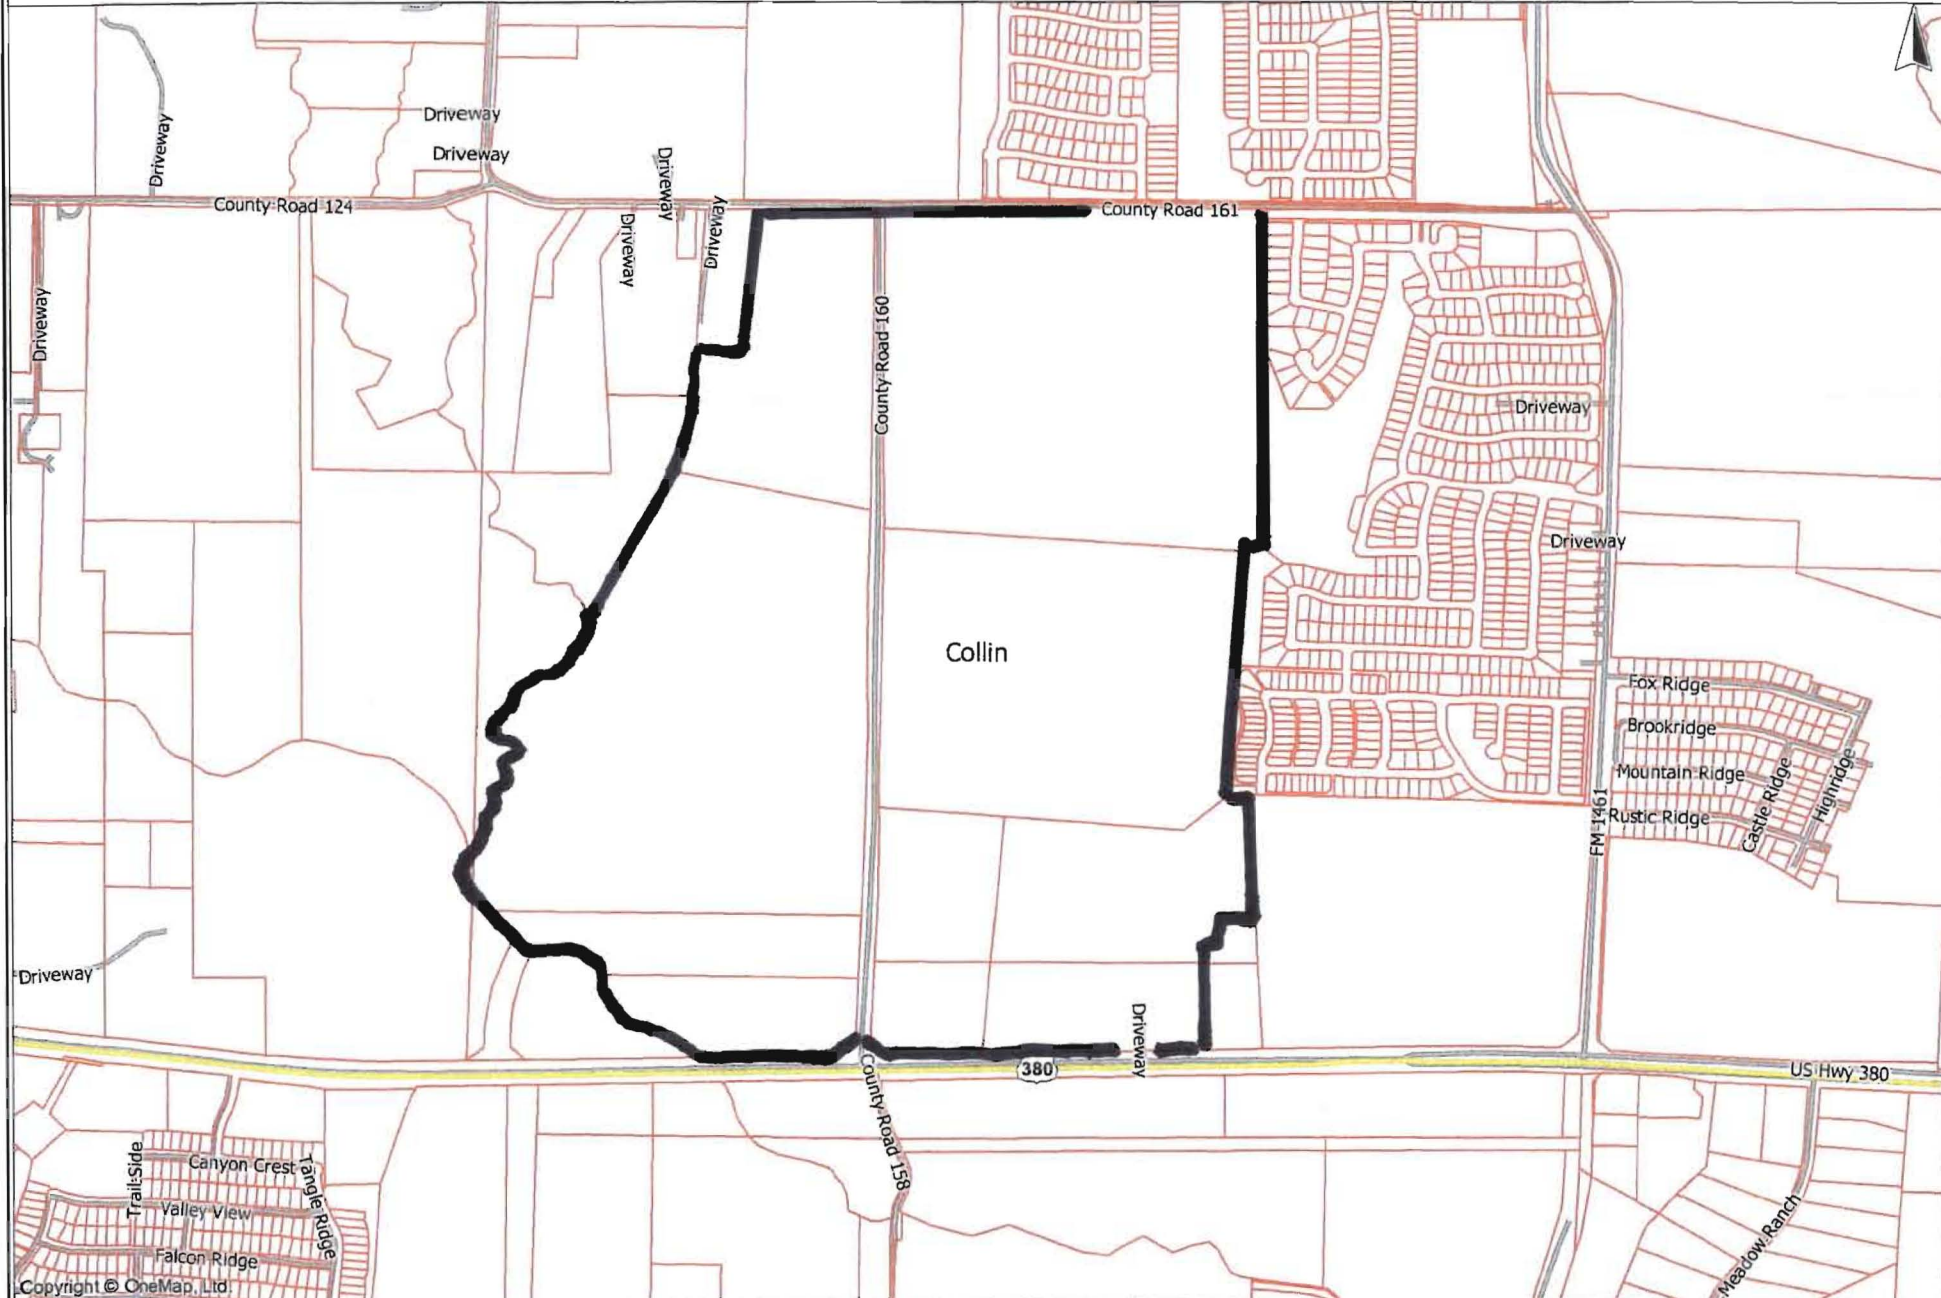 Driveway
Driveway
Driveway
Driveway
County Road 124
Driveway
Driveway
County Road 161
Driveway
County Road 160
Driveway
Driveway
Collin
Fox Ridge
Brookridge
Mountain Ridge
Castle Ridge
Highridge
Rustic Ridge
FM-1461
Driveway
Driveway
380
US Hwy 380
County Road 158
Trail Side
Canyon Crest
Tangle Ridge
Valley View
Falcon Ridge
Meadow Ranch
Copyright © OneMap, Ltd.